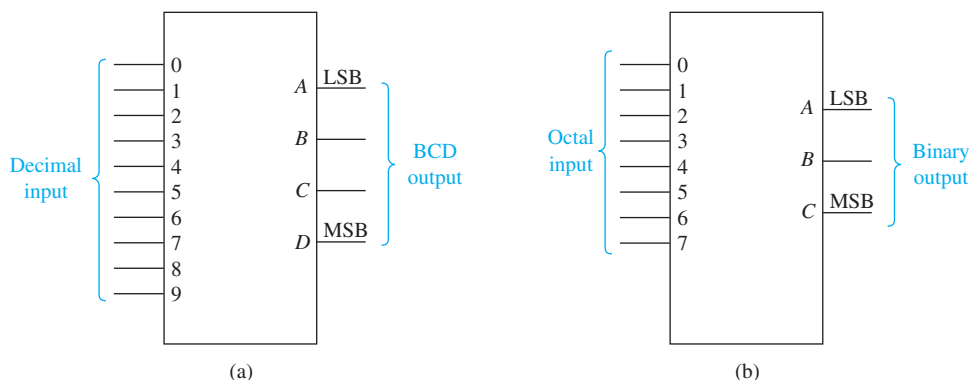 Decimal
input
0
1
2
3
4
5
6
7
8
9
A
LSB
B
C
D
MSB
BCD
output
(a)
Octal
input
0
1
2
3
4
5
6
7
A
LSB
B
C
MSB
Binary
output
(b)